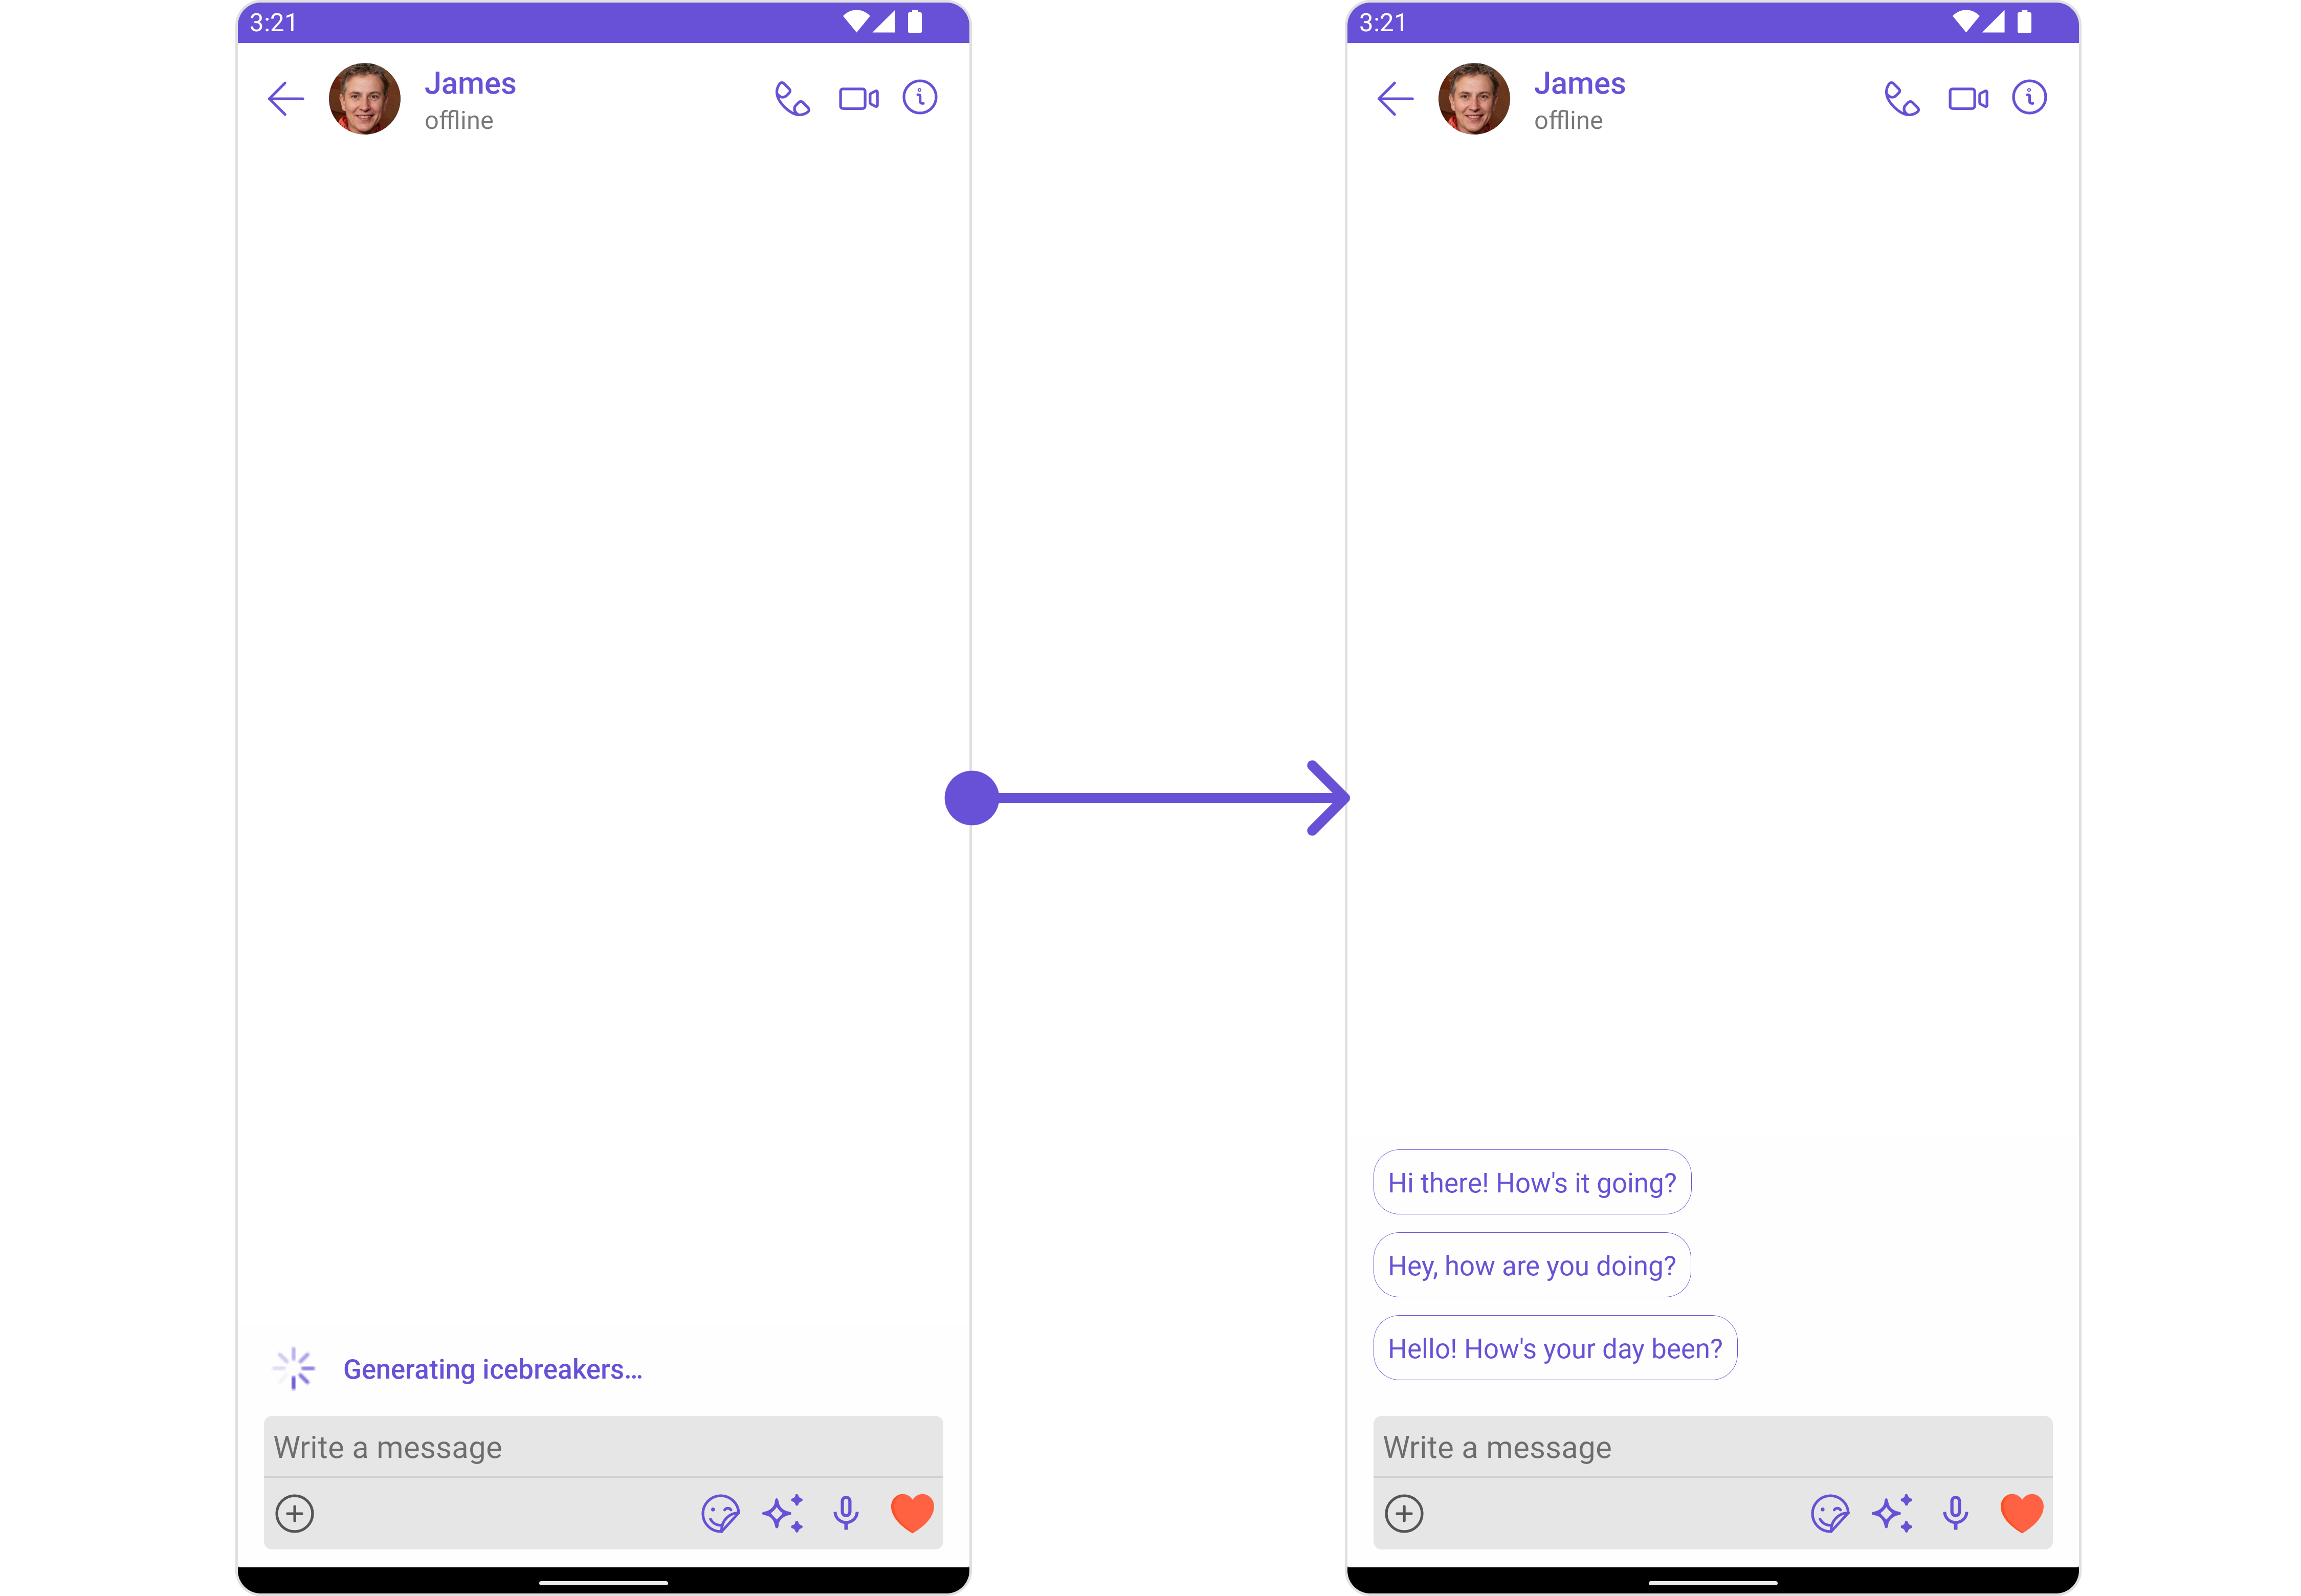 3:21
James
offline
Generating icebreakers...
Write a message
3:21
James
offline
Hi there! How's it going?
Hey, how are you doing?
Hello! How's your day been?
Write a message